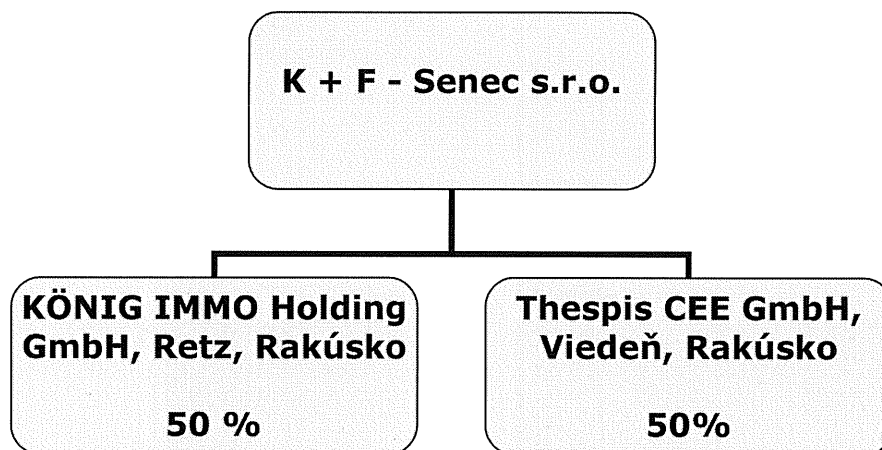 K + F - Senec s.r.o.
KÖNIG IMMO Holding
GmbH, Retz, Rakúsko
50 %
Thespis CEE GmbH,
Viedeň, Rakúsko
50%